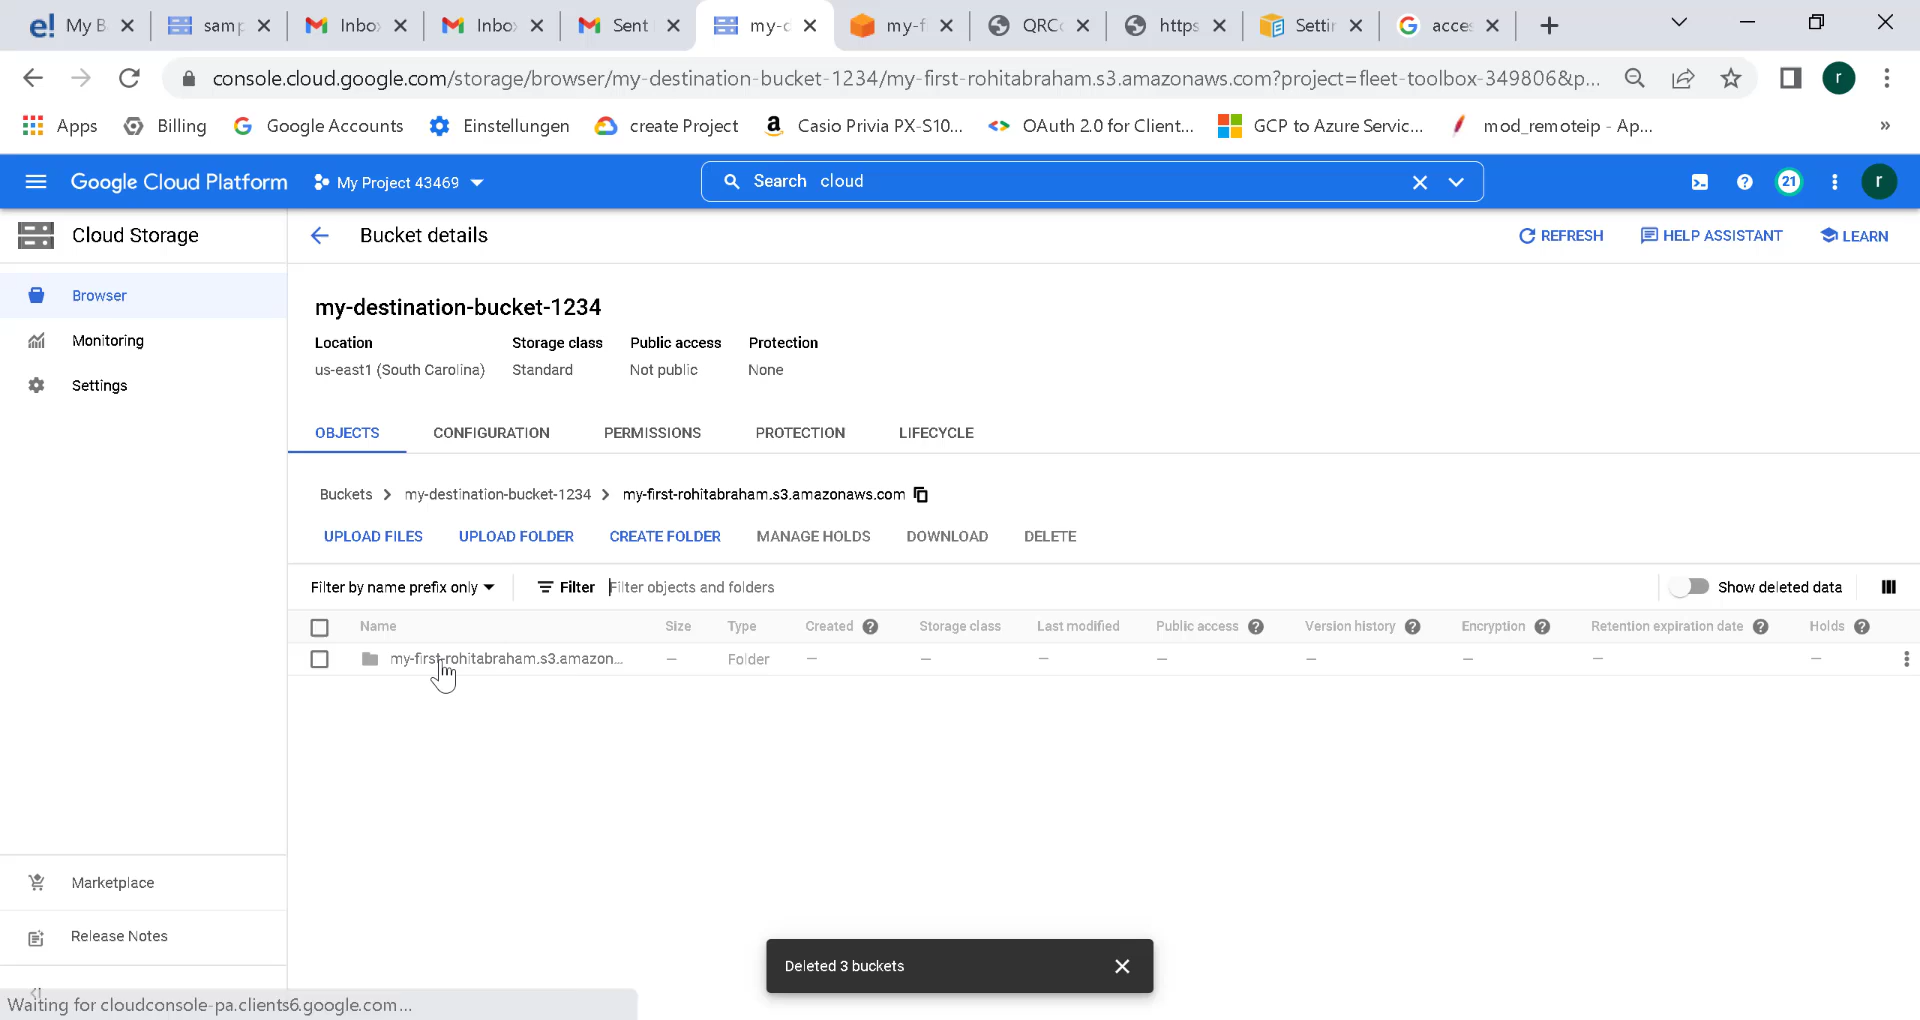 My B
samp
Inbo
Inbo
Sent
my-d
my-f
QRCo
https
Settin
acces
console.cloud.google.com/storage/browser/my-destination-bucket-1234/my-first-rohitabraham.s3.amazonaws.com?project=fleet-toolbox-349806&p...
r
Apps
Billing
Google Accounts
Einstellungen
create Project
Casio Privia PX-S10...
OAuth 2.0 for Client...
GCP to Azure Servic...
mod_remoteip - Ap...
»
Google Cloud Platform
My Project 43469
Search cloud
21
r
Cloud Storage
Bucket details
REFRESH
HELP ASSISTANT
LEARN
Browser
Monitoring
Settings
my-destination-bucket-1234
Location Storage class Public access Protection
us-east1 (South Carolina) Standard Not public None
OBJECTS CONFIGURATION PERMISSIONS PROTECTION LIFECYCLE
Buckets > my-destination-bucket-1234 > my-first-rohitabraham.s3.amazonaws.com
UPLOAD FILES UPLOAD FOLDER CREATE FOLDER MANAGE HOLDS DOWNLOAD DELETE
Filter by name prefix only Filter Filter objects and folders Show deleted data
Name Size Type Created Storage class Last modified Public access Version history Encryption Retention expiration date Holds
my-first-rohitabraham.s3.amazon... — Folder — — — — — — — —
Marketplace
Release Notes
Deleted 3 buckets
Waiting for cloudconsole-pa.clients6.google.com...